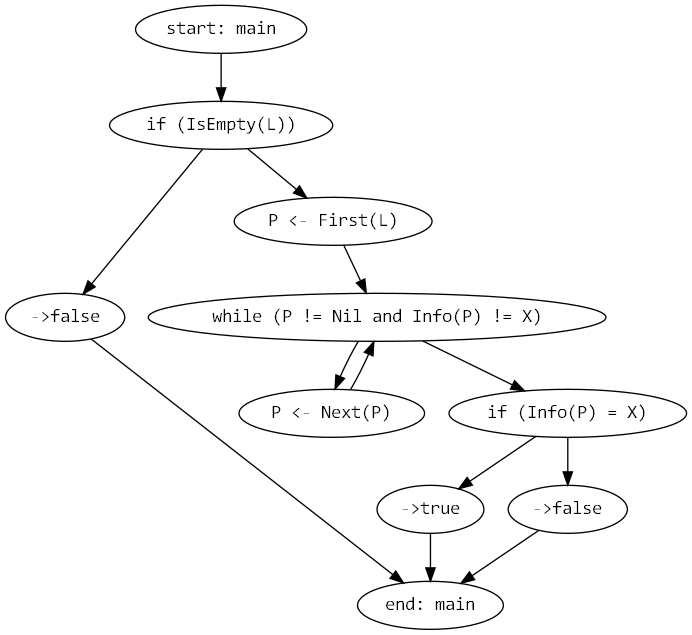 start: main
if (IsEmpty(L))
P <- First(L)
->false
while (P != Nil and Info(P) != X)
P <- Next(P)
if (Info(P) = X)
->true
->false
end: main